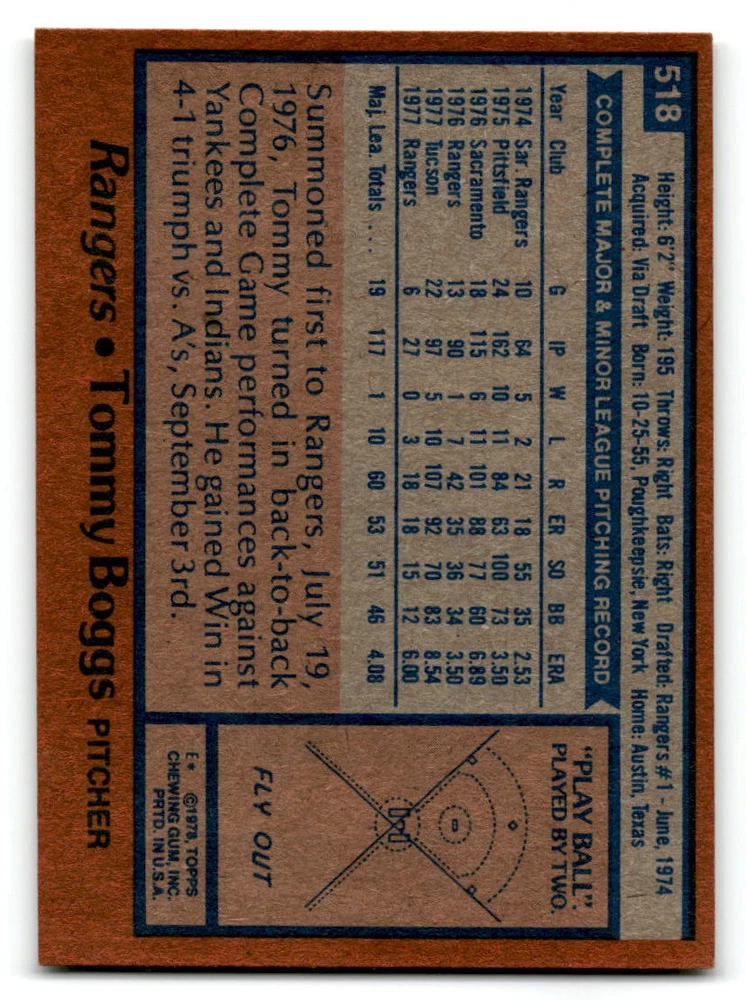 518
Height: 6'2" Weight: 195 Throws: Right Bats: Right Drafted: Rangers #1 - June, 1974
Acquired: Via Draft Born: 10-25-55, Poughkeepsie, New York Home: Austin, Texas
COMPLETE MAJOR & MINOR LEAGUE PITCHING RECORD
Year Club G IP W L R ER SO BB ERA
1974 Sar. Rangers 10 64 5 2 21 18 55 35 2.53
1975 Pittsfield 24 162 10 11 84 63 100 73 3.50
1976 Sacramento 18 115 6 11 101 88 77 60 6.89
1976 Rangers 13 90 1 7 42 35 36 34 3.50
1977 Tucson 22 97 5 10 107 92 70 83 8.54
1977 Rangers 6 27 0 3 18 18 15 12 6.00
Maj. Lea. Totals .... 19 117 1 10 60 53 51 46 4.08
Summoned first to Rangers, July 19,
1976, Tommy turned in back-to-back
Complete Game performances against
Yankees and Indians. He gained Win in
4-1 triumph vs. A's, September 3rd.
"PLAY BALL"
PLAYED BY TWO.
FLY OUT
E* ©1978, TOPPS
CHEWING GUM, INC.
PRTD. IN U.S.A.
Rangers • Tommy Boggs PITCHER